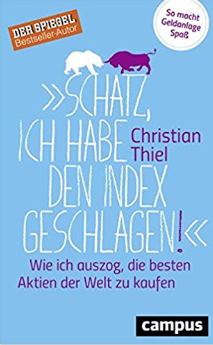 DER SPIEGEL
Bestseller-Autor
So macht
Geldanlage
Spaß
»SCHATZ,
ICH HABE
Christian
Thiel
DEN INDEX
GESCHLAGEN!«
Wie ich auszog, die besten
Aktien der Welt zu kaufen
campus